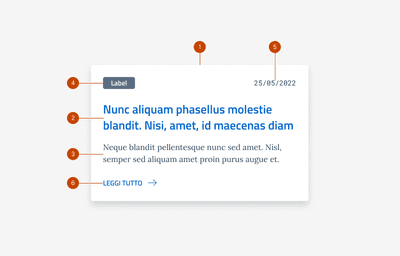 1
5
4
Label
25/05/2022
2
Nunc aliquam phasellus molestie
blandit. Nisi, amet, id maecenas diam
3
Neque blandit pellentesque nunc sed amet. Nisl,
semper sed aliquam amet proin purus augue et.
6
LEGGI TUTTO